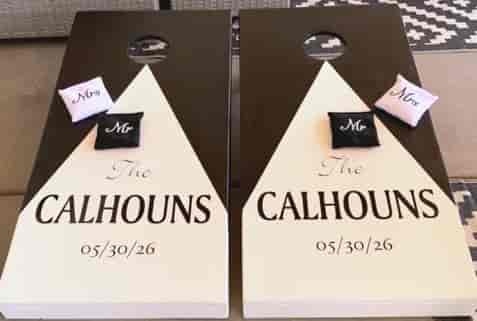 Mrs
Mr
The
CALHOUNS
05/30/26
Mr
Mrs
The
CALHOUNS
05/30/26